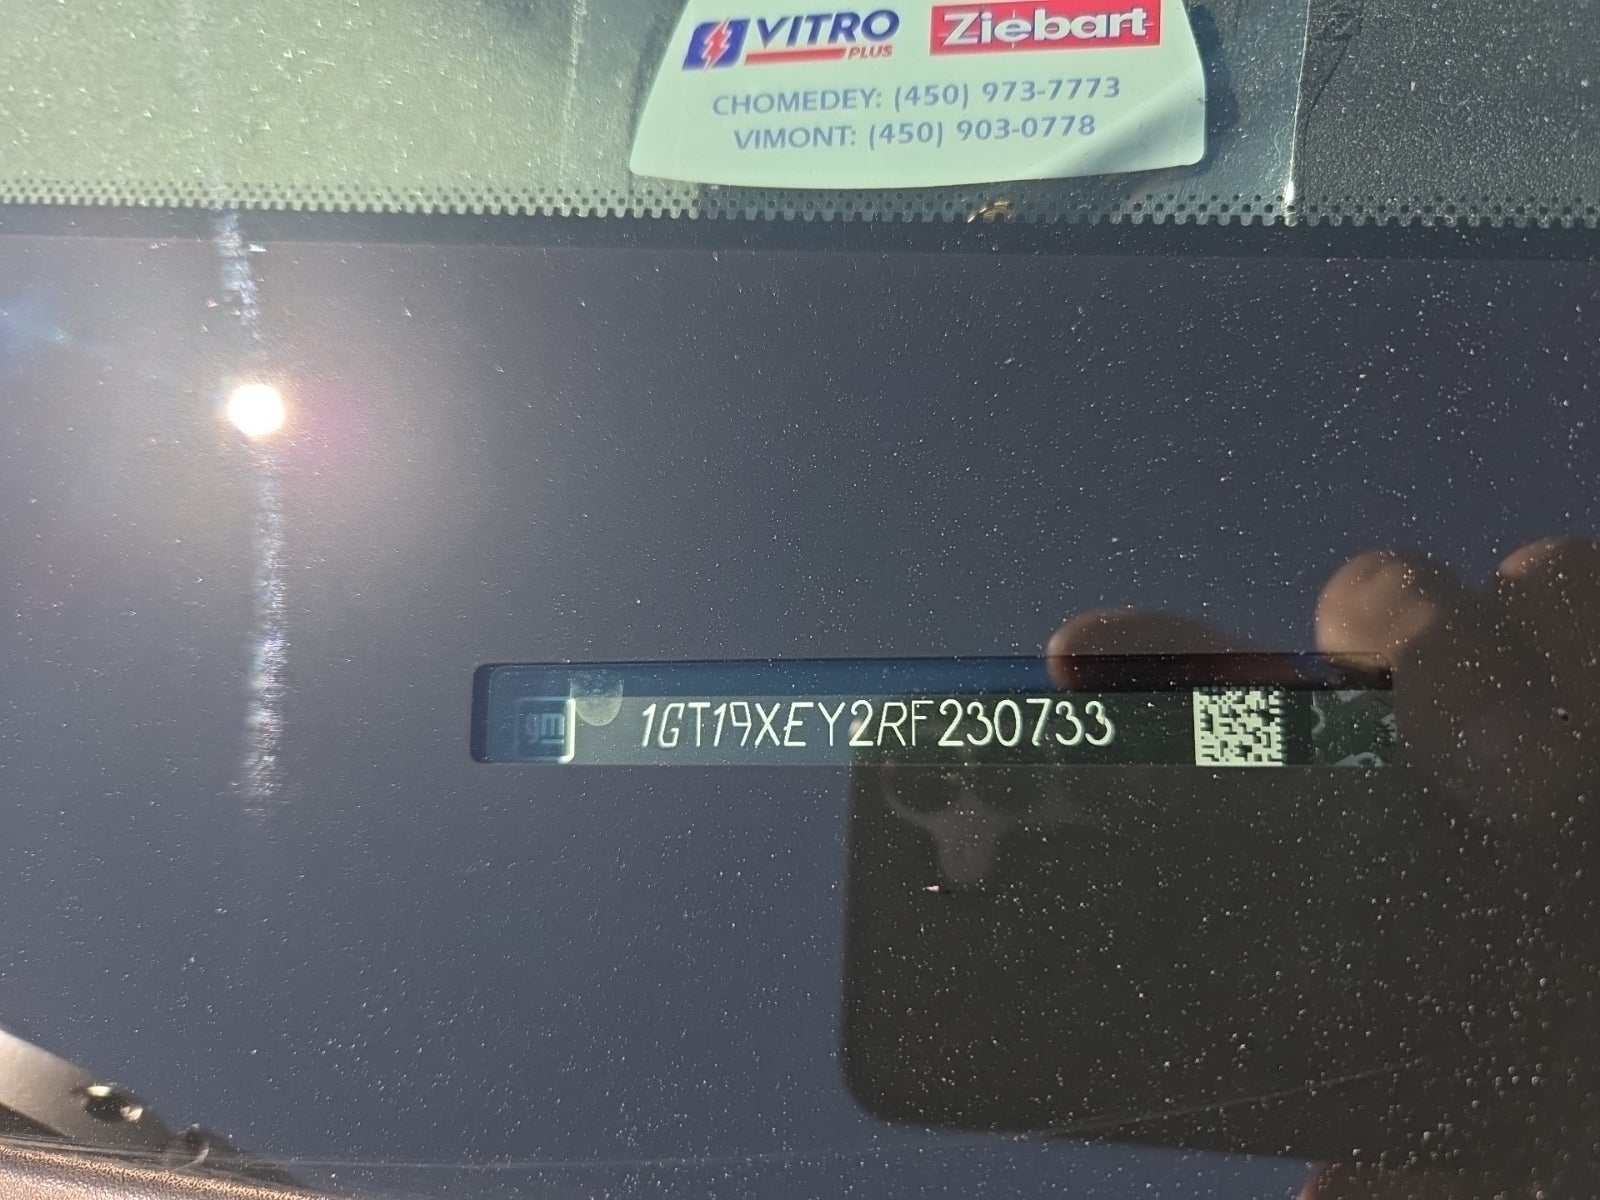 VITRO PLUS Ziebart
CHOMEDEY: (450) 973-7773
VIMONT: (450) 903-0778
gm 1GT19XEY2RF230733